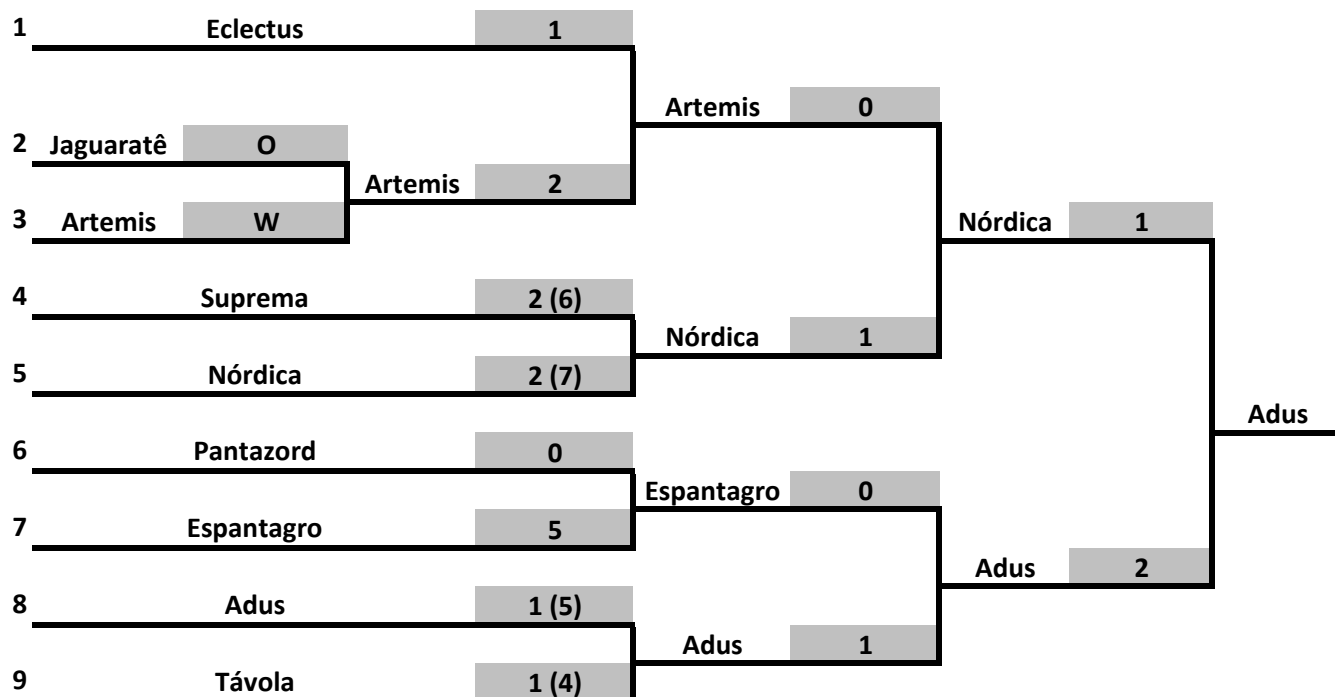 1 Eclectus 1
Artemis 0
2 Jaguaratê O
Artemis 2
3 Artemis W
Nórdica 1
4 Suprema 2 (6)
Nórdica 1
5 Nórdica 2 (7)
Adus
6 Pantazord 0
Espantagro 0
7 Espantagro 5
Adus 2
8 Adus 1 (5)
Adus 1
9 Távola 1 (4)